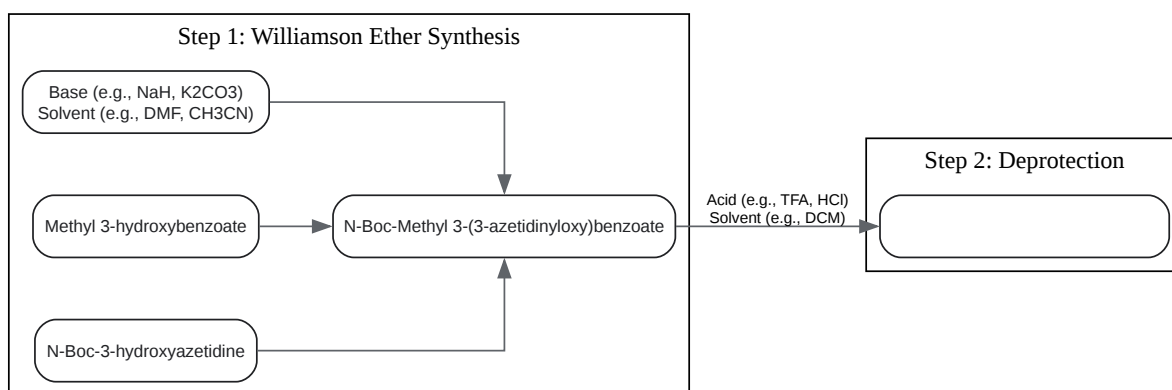 Step 1: Williamson Ether Synthesis
Base (e.g., NaH, K2CO3)
Solvent (e.g., DMF, CH3CN)
Methyl 3-hydroxybenzoate
N-Boc-Methyl 3-(3-azetidinyloxy)benzoate
N-Boc-3-hydroxyazetidine
Acid (e.g., TFA, HCl)
Solvent (e.g., DCM)
Step 2: Deprotection